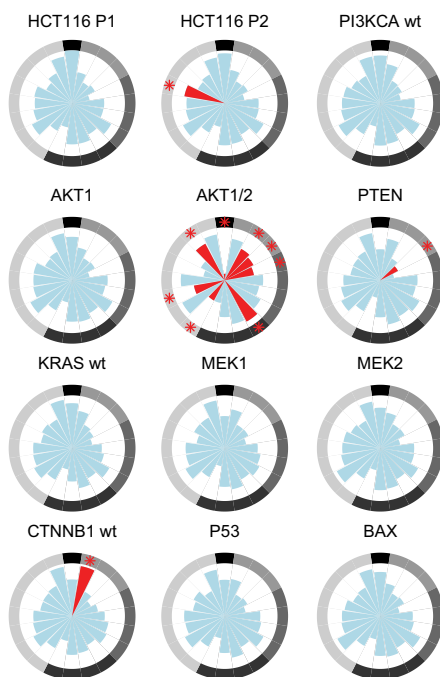 HCT116 P1 HCT116 P2 PI3KCA wt
AKT1 AKT1/2 PTEN
KRAS wt MEK1 MEK2
CTNNB1 wt P53 BAX